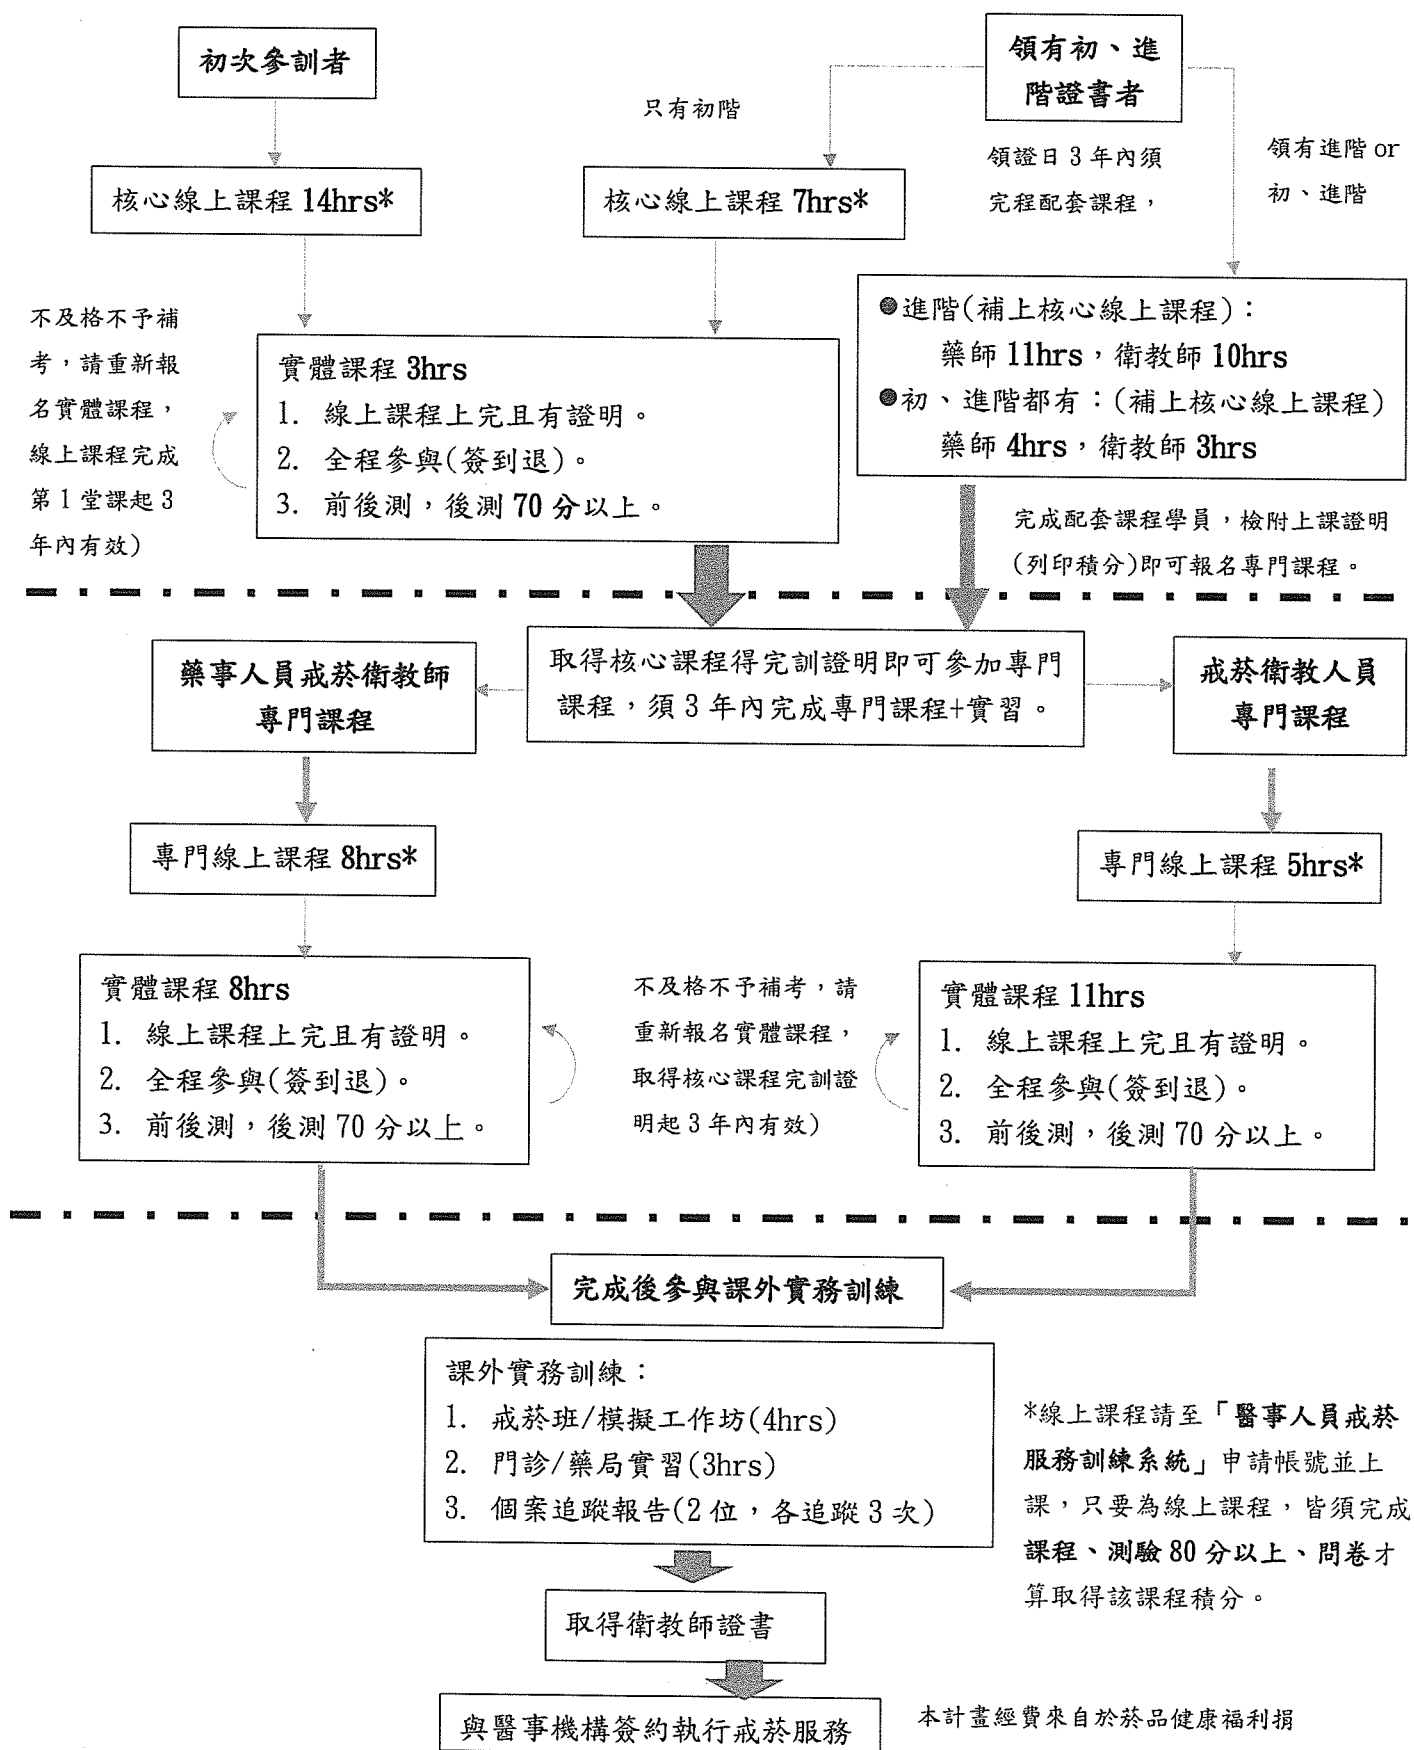 初次參訓者
領有初、進
階證書者
只有初階
領證日 3 年內須
完程配套課程，
領有進階 or
初、進階
核心線上課程 14hrs*
核心線上課程 7hrs*
不及格不予補
考，請重新報
名實體課程，
線上課程完成
第 1 堂課起 3
年內有效)
實體課程 3hrs
1. 線上課程上完且有證明。
2. 全程參與(簽到退)。
3. 前後測，後測 70 分以上。
●進階(補上核心線上課程)：
藥師 11hrs，衛教師 10hrs
●初、進階都有：(補上核心線上課程)
藥師 4hrs，衛教師 3hrs
完成配套課程學員，檢附上課證明
(列印積分)即可報名專門課程。
藥事人員戒菸衛教師
專門課程
取得核心課程得完訓證明即可參加專門
課程，須 3 年內完成專門課程+實習。
戒菸衛教人員
專門課程
專門線上課程 8hrs*
專門線上課程 5hrs*
實體課程 8hrs
1. 線上課程上完且有證明。
2. 全程參與(簽到退)。
3. 前後測，後測 70 分以上。
不及格不予補考，請
重新報名實體課程，
取得核心課程完訓證
明起 3 年內有效)
實體課程 11hrs
1. 線上課程上完且有證明。
2. 全程參與(簽到退)。
3. 前後測，後測 70 分以上。
完成後參與課外實務訓練
課外實務訓練：
1. 戒菸班/模擬工作坊(4hrs)
2. 門診/藥局實習(3hrs)
3. 個案追蹤報告(2 位，各追蹤 3 次)
*線上課程請至「醫事人員戒菸
服務訓練系統」申請帳號並上
課，只要為線上課程，皆須完成
課程、測驗 80 分以上、問卷才
算取得該課程積分。
取得衛教師證書
與醫事機構簽約執行戒菸服務
本計畫經費來自於菸品健康福利捐